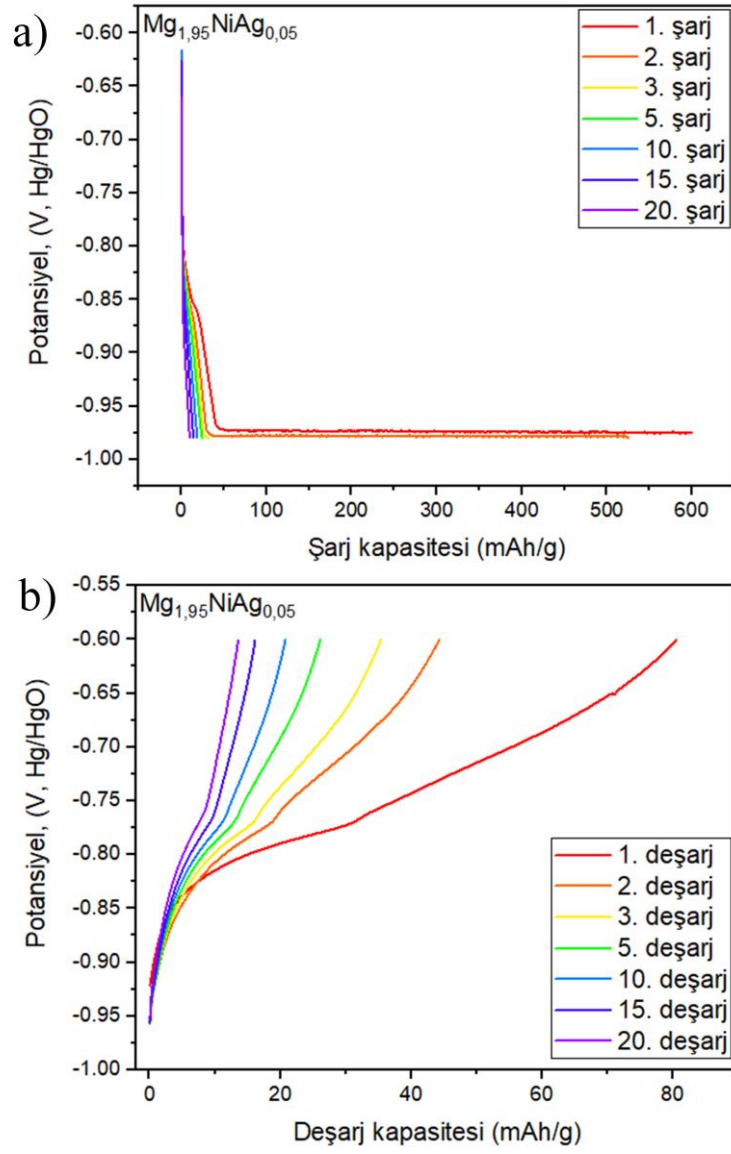 a)
Mg1,95NiAg0,05
-0.60
-0.65
-0.70
-0.75
-0.80
-0.85
-0.90
-0.95
-1.00
Potansiyel, (V, Hg/HgO)
1. şarj
2. şarj
3. şarj
5. şarj
10. şarj
15. şarj
20. şarj
0 100 200 300 400 500 600
Şarj kapasitesi (mAh/g)
b)
Mg1,95NiAg0,05
-0.55
-0.60
-0.65
-0.70
-0.75
-0.80
-0.85
-0.90
-0.95
-1.00
Potansiyel, (V, Hg/HgO)
1. deşarj
2. deşarj
3. deşarj
5. deşarj
10. deşarj
15. deşarj
20. deşarj
0 20 40 60 80
Deşarj kapasitesi (mAh/g)